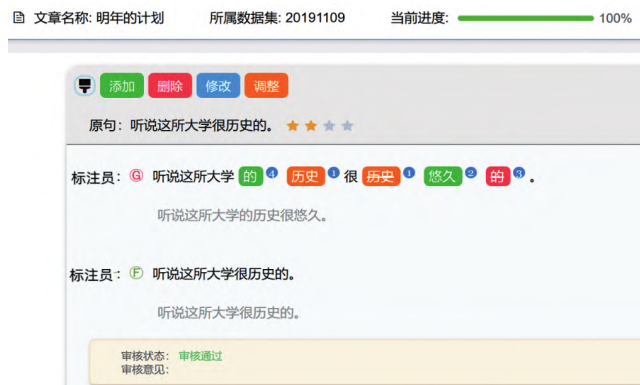 文章名称: 明年的计划 所属数据集: 20191109 当前进度: 100%
添加 删除 修改 调整
原句: 听说这所大学很历史的。
标注员: G 听说这所大学 的 4 历史 1 很 历史 1 悠久 2 的 3 。
听说这所大学的历史很悠久。
标注员: F 听说这所大学很历史的。
听说这所大学很历史的。
审核状态: 审核通过
审核意见: